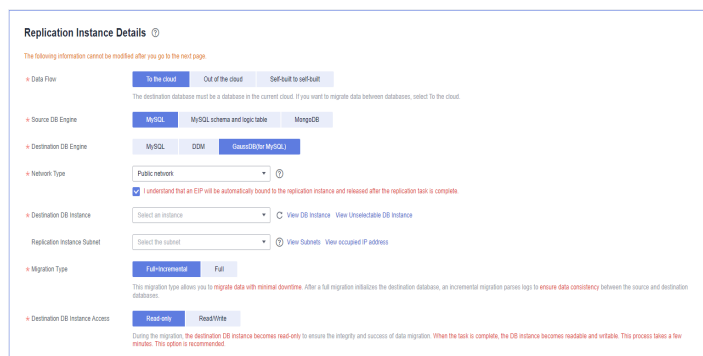 Replication Instance Details ?
The following information cannot be modified after you go to the next page.
* Data Flow To the cloud Out of the cloud Self-built to self-built
The destination database must be a database in the current cloud. If you want to migrate data between databases, select To the cloud.
* Source DB Engine MySQL MySQL schema and logic table MongoDB
* Destination DB Engine MySQL DDM GaussDB(for MySQL)
* Network Type Public network ?
I understand that an EIP will be automatically bound to the replication instance and released after the replication task is complete.
* Destination DB Instance Select an instance View DB Instance View Unselectable DB Instance
Replication Instance Subnet Select the subnet ? View Subnets View occupied IP address
* Migration Type Full+Incremental Full
This migration type allows you to migrate data with minimal downtime. After a full migration initializes the destination database, an incremental migration parses logs to ensure data consistency between the source and destination
databases.
* Destination DB Instance Access Read-only Read/Write
During the migration, the destination DB instance becomes read-only to ensure the integrity and success of data migration. When the task is complete, the DB instance becomes readable and writable. This process takes a few
minutes. This option is recommended.